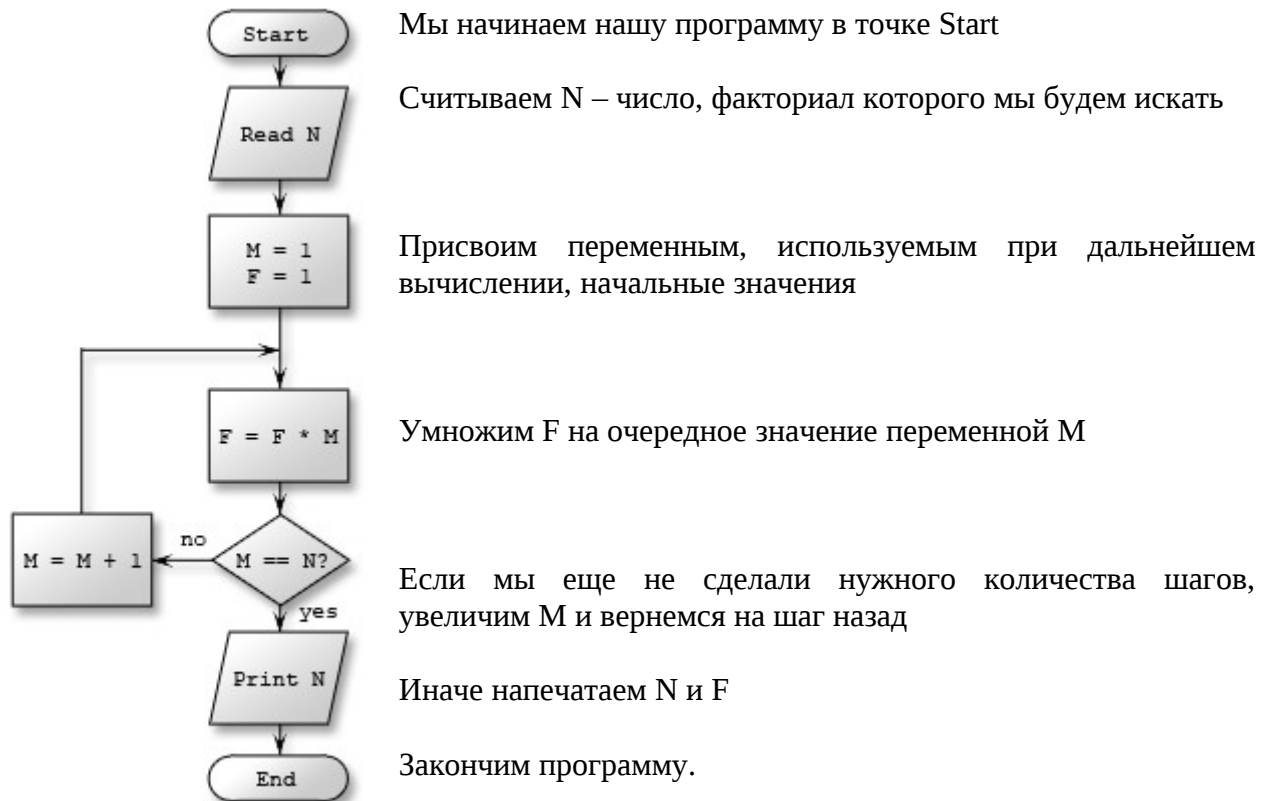 Start
Мы начинаем нашу программу в точке Start
Read N
Считываем N – число, факториал которого мы будем искать
M = 1
F = 1
Присвоим переменным, используемым при дальнейшем
вычислении, начальные значения
F = F * M
Умножим F на очередное значение переменной M
M = M + 1
no
M == N?
yes
Если мы еще не сделали нужного количества шагов,
увеличим M и вернемся на шаг назад
Print N
Иначе напечатаем N и F
End
Закончим программу.